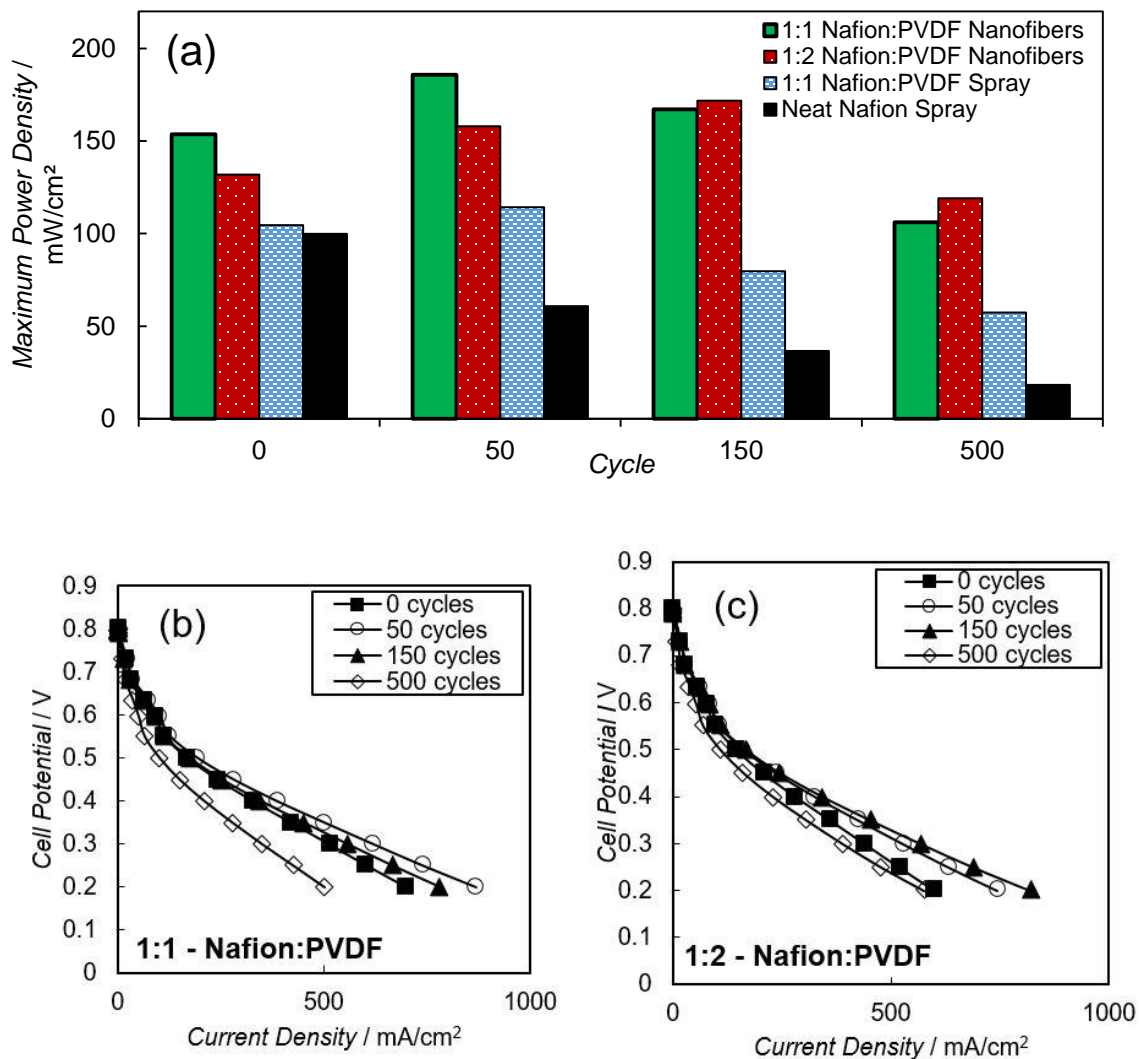 (a)
1:1 Nafion:PVDF Nanofibers
1:2 Nafion:PVDF Nanofibers
1:1 Nafion:PVDF Spray
Neat Nafion Spray
Maximum Power Density /
mW/cm²
200
150
100
50
0
0
50
150
500
Cycle
(b)
0 cycles
50 cycles
150 cycles
500 cycles
Cell Potential / V
0.9
0.8
0.7
0.6
0.5
0.4
0.3
0.2
0.1
0
1:1 - Nafion:PVDF
0
500
1000
Current Density / mA/cm²
(c)
0 cycles
50 cycles
150 cycles
500 cycles
Cell Potential / V
0.9
0.8
0.7
0.6
0.5
0.4
0.3
0.2
0.1
0
1:2 - Nafion:PVDF
0
500
1000
Current Density / mA/cm²